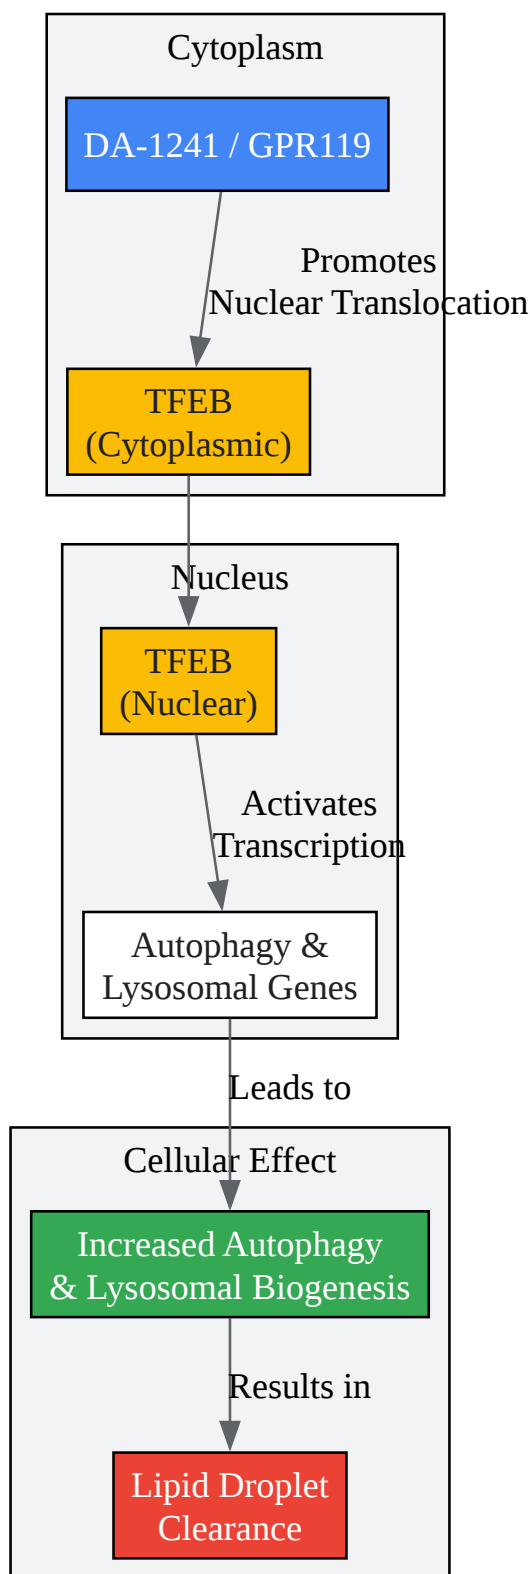 Cytoplasm
DA-1241 / GPR119
Promotes
Nuclear Translocation
TFEB
(Cytoplasmic)
Nucleus
TFEB
(Nuclear)
Activates
Transcription
Autophagy &
Lysosomal Genes
Leads to
Cellular Effect
Increased Autophagy
& Lysosomal Biogenesis
Results in
Lipid Droplet
Clearance